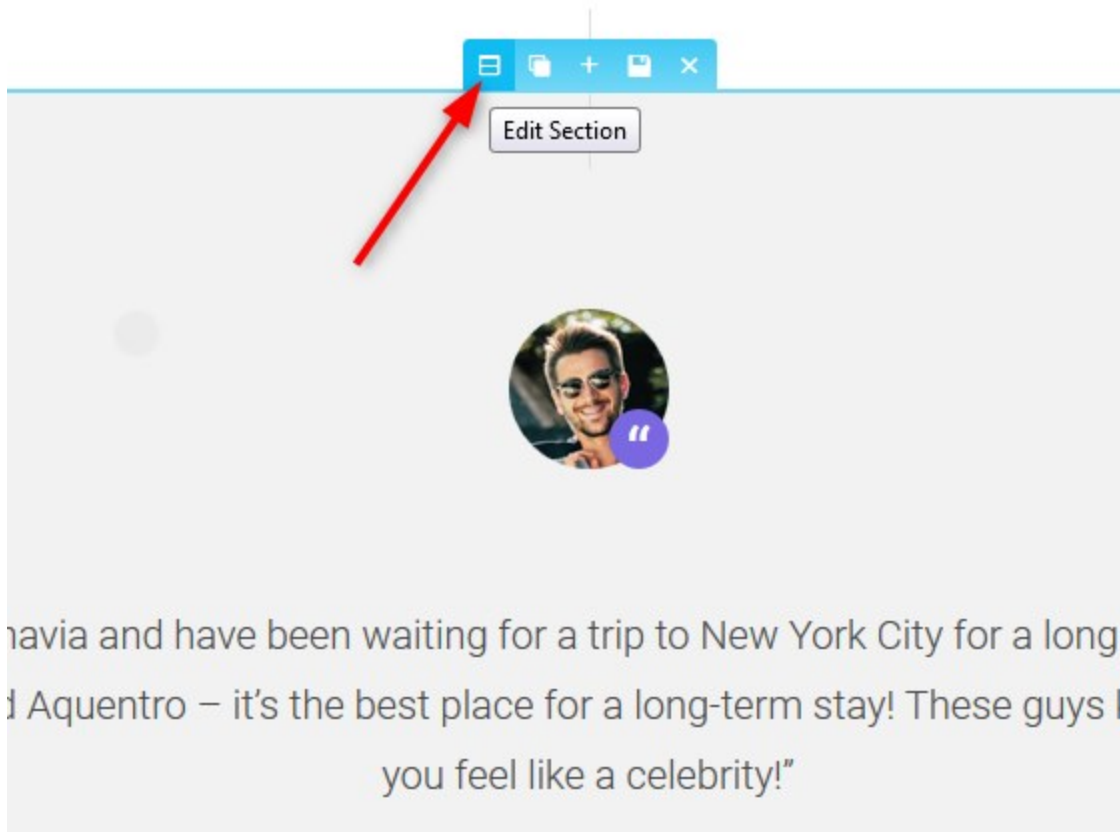 Edit Section
“
navia and have been waiting for a trip to New York City for a long
d Aquentro – it’s the best place for a long-term stay! These guys
you feel like a celebrity!”